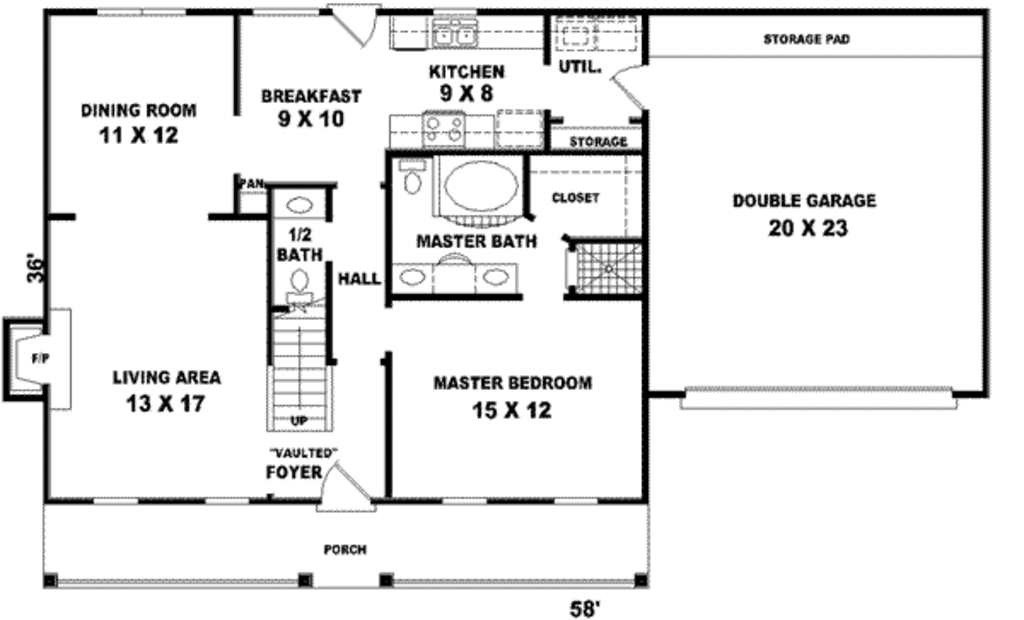 STORAGE PAD
UTIL.
KITCHEN
9 X 8
BREAKFAST
9 X 10
DINING ROOM
11 X 12
STORAGE
PAN
CLOSET
DOUBLE GARAGE
20 X 23
1/2
BATH
MASTER BATH
HALL
36'
F/P
LIVING AREA
13 X 17
MASTER BEDROOM
15 X 12
UP
"VAULTED"
FOYER
PORCH
58'